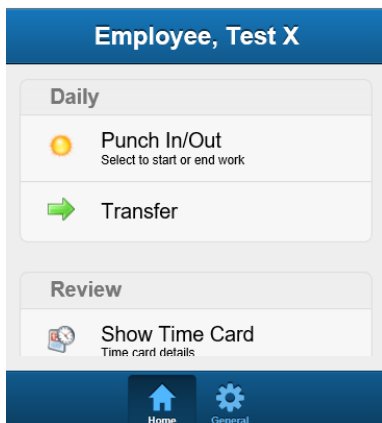 Employee, Test X
Daily
Punch In/Out
Select to start or end work
Transfer
Review
Show Time Card
Time card details
Home
General